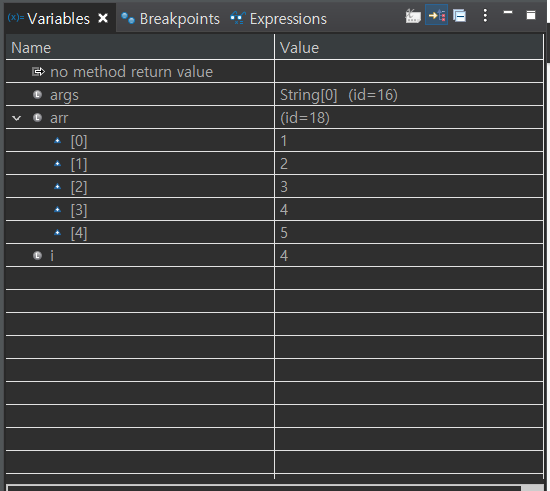 (x)= Variables Breakpoints Expressions
Name Value
no method return value
args String[0] (id=16)
arr (id=18)
[0] 1
[1] 2
[2] 3
[3] 4
[4] 5
i 4